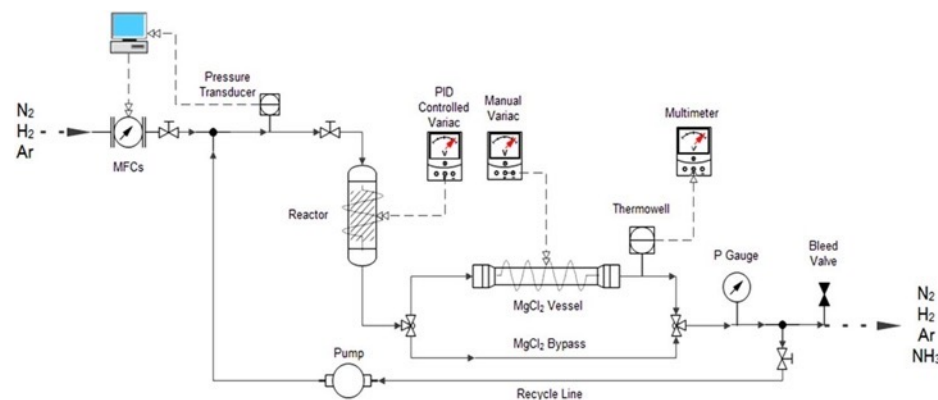 N₂
H₂
Ar
MFCs
Pressure
Transducer
PID
Controlled
Variac
Manual
Variac
Multimeter
V
V
V
Reactor
Thermowell
MgCl₂ Vessel
P Gauge
Bleed
Valve
MgCl₂ Bypass
Pump
Recycle Line
N₂
H₂
Ar
NH₃